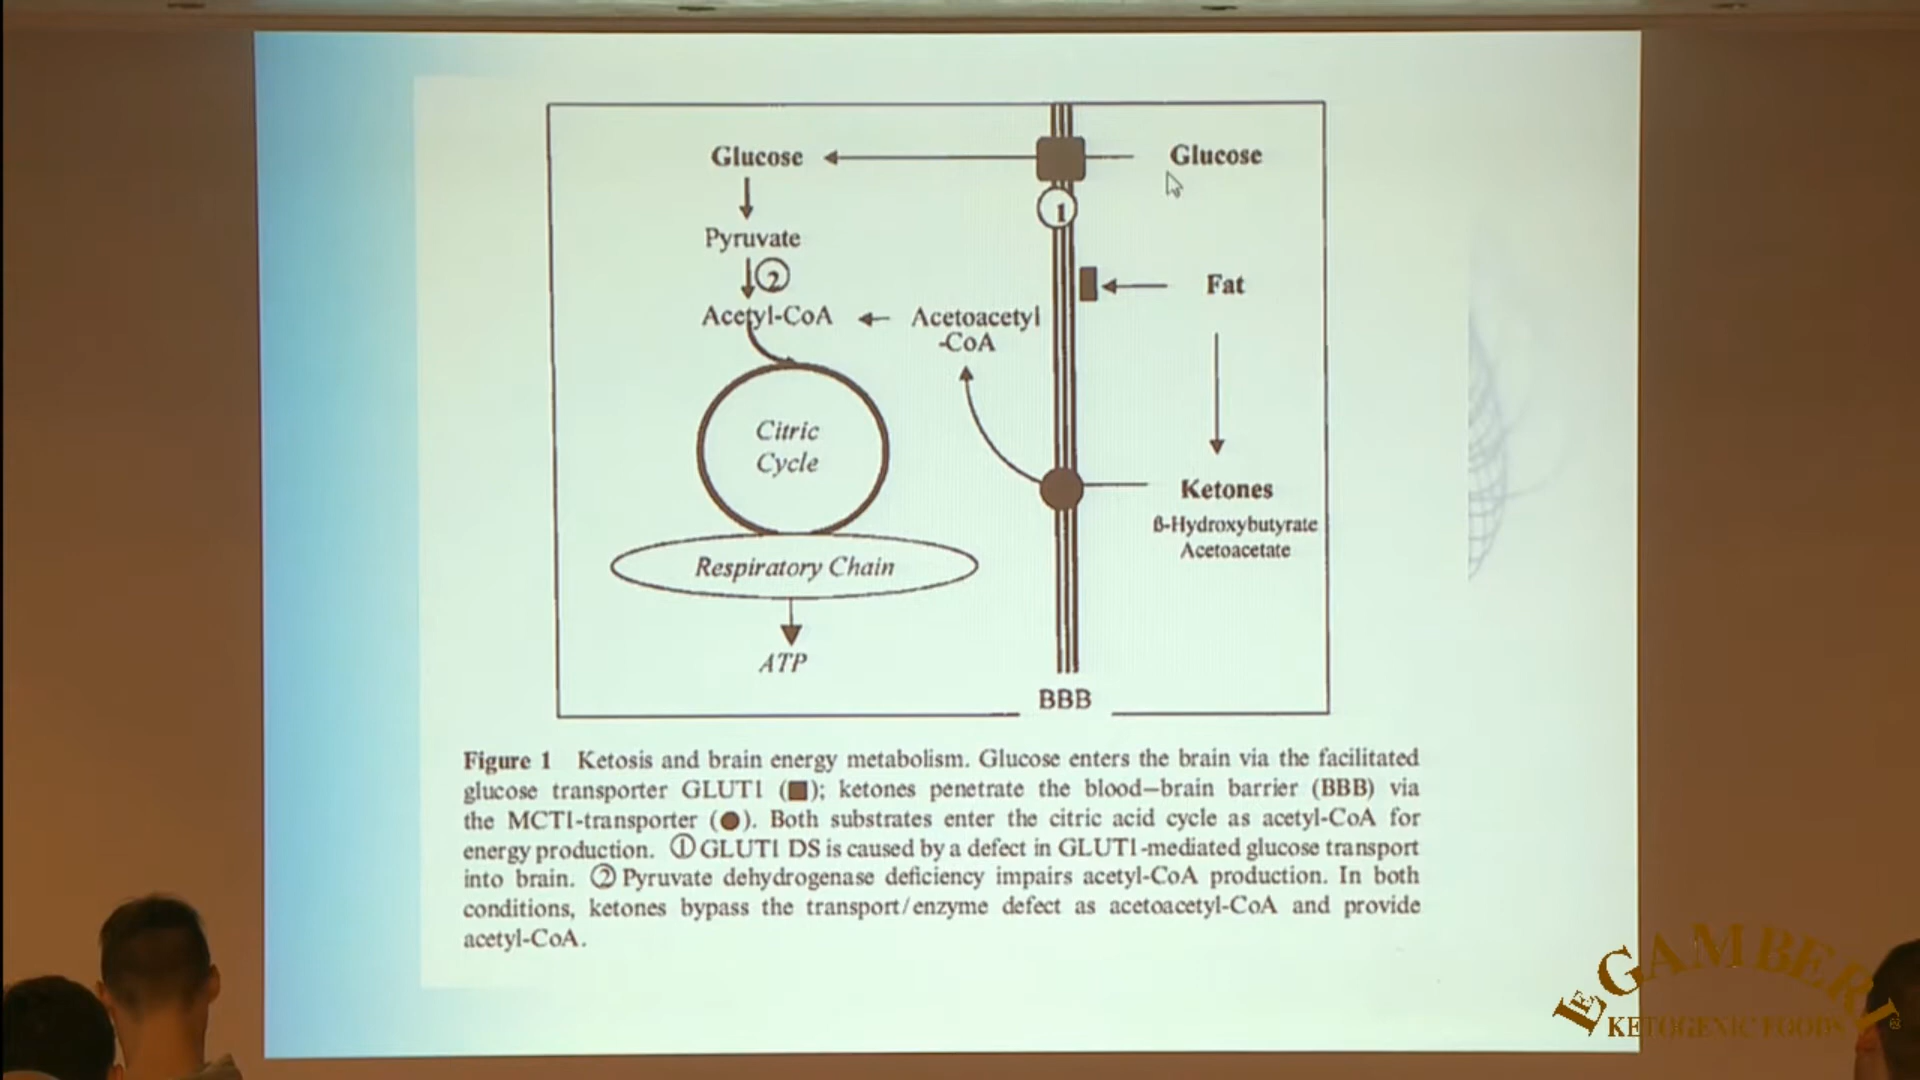 Glucose
Glucose
1
Pyruvate
2
Fat
Acetyl-CoA
Acetoacetyl
-CoA
Citric
Cycle
Ketones
ß-Hydroxybutyrate
Acetoacetate
Respiratory Chain
ATP
BBB
Figure 1 Ketosis and brain energy metabolism. Glucose enters the brain via the facilitated
glucose transporter GLUT1 (■); ketones penetrate the blood–brain barrier (BBB) via
the MCT1-transporter (●). Both substrates enter the citric acid cycle as acetyl-CoA for
energy production. ① GLUT1 DS is caused by a defect in GLUT1-mediated glucose transport
into brain. ② Pyruvate dehydrogenase deficiency impairs acetyl-CoA production. In both
conditions, ketones bypass the transport/enzyme defect as acetoacetyl-CoA and provide
acetyl-CoA.
LE GAMBERI
KETOGENIC FOODS